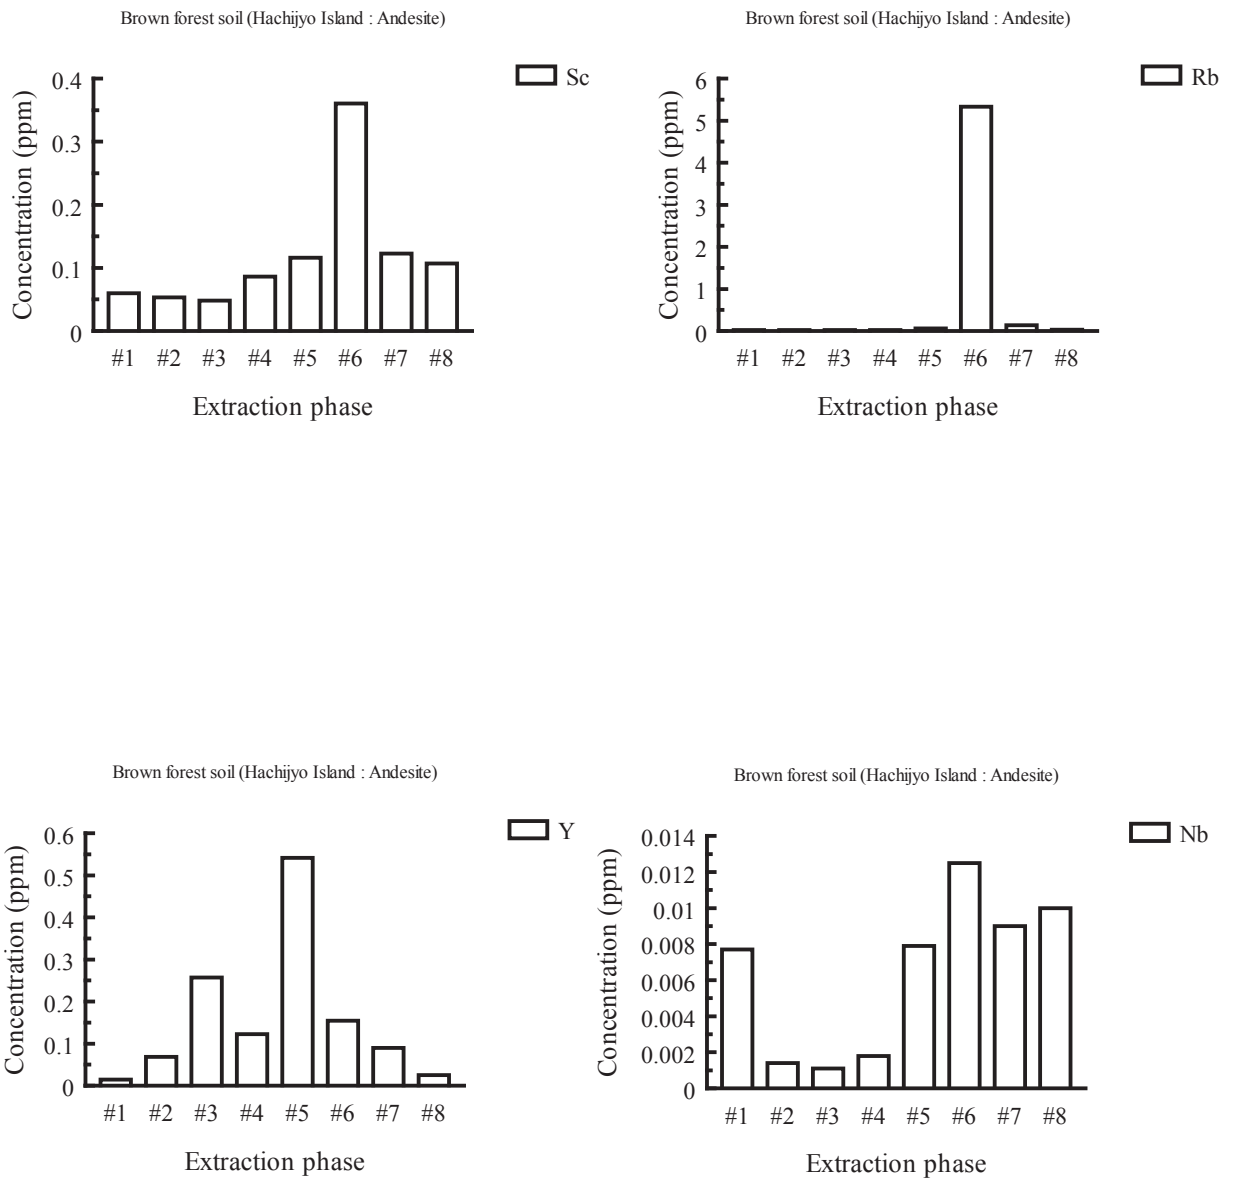 Brown forest soil (Hachijyo Island : Andesite)
Sc
Concentration (ppm)
0.4
0.3
0.2
0.1
0
#1 #2 #3 #4 #5 #6 #7 #8
Extraction phase
Brown forest soil (Hachijyo Island : Andesite)
Rb
Concentration (ppm)
6
5
4
3
2
1
0
#1 #2 #3 #4 #5 #6 #7 #8
Extraction phase
Brown forest soil (Hachijyo Island : Andesite)
Y
Concentration (ppm)
0.6
0.5
0.4
0.3
0.2
0.1
0
#1 #2 #3 #4 #5 #6 #7 #8
Extraction phase
Brown forest soil (Hachijyo Island : Andesite)
Nb
Concentration (ppm)
0.014
0.012
0.01
0.008
0.006
0.004
0.002
0
#1 #2 #3 #4 #5 #6 #7 #8
Extraction phase